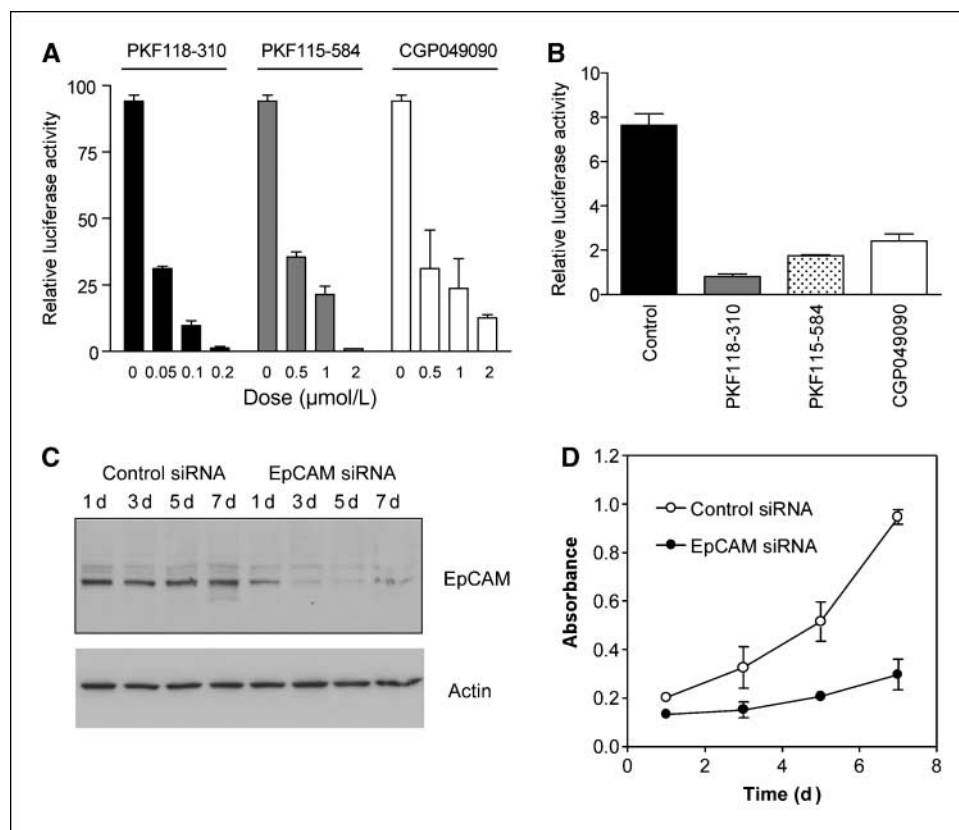 A
PKF118-310 PKF115-584 CGP049090
Relative luciferase activity
100
75
50
25
0
0 0.05 0.1 0.2 0 0.5 1 2 0 0.5 1 2
Dose (µmol/L)
B
Relative luciferase activity
10
8
6
4
2
0
Control
PKF118-310
PKF115-584
CGP049090
C
Control siRNA EpCAM siRNA
1 d 3 d 5 d 7 d 1 d 3 d 5 d 7 d
EpCAM
Actin
D
Absorbance
1.2
1.0
0.8
0.6
0.4
0.2
0.0
Control siRNA
EpCAM siRNA
0 2 4 6 8
Time (d)